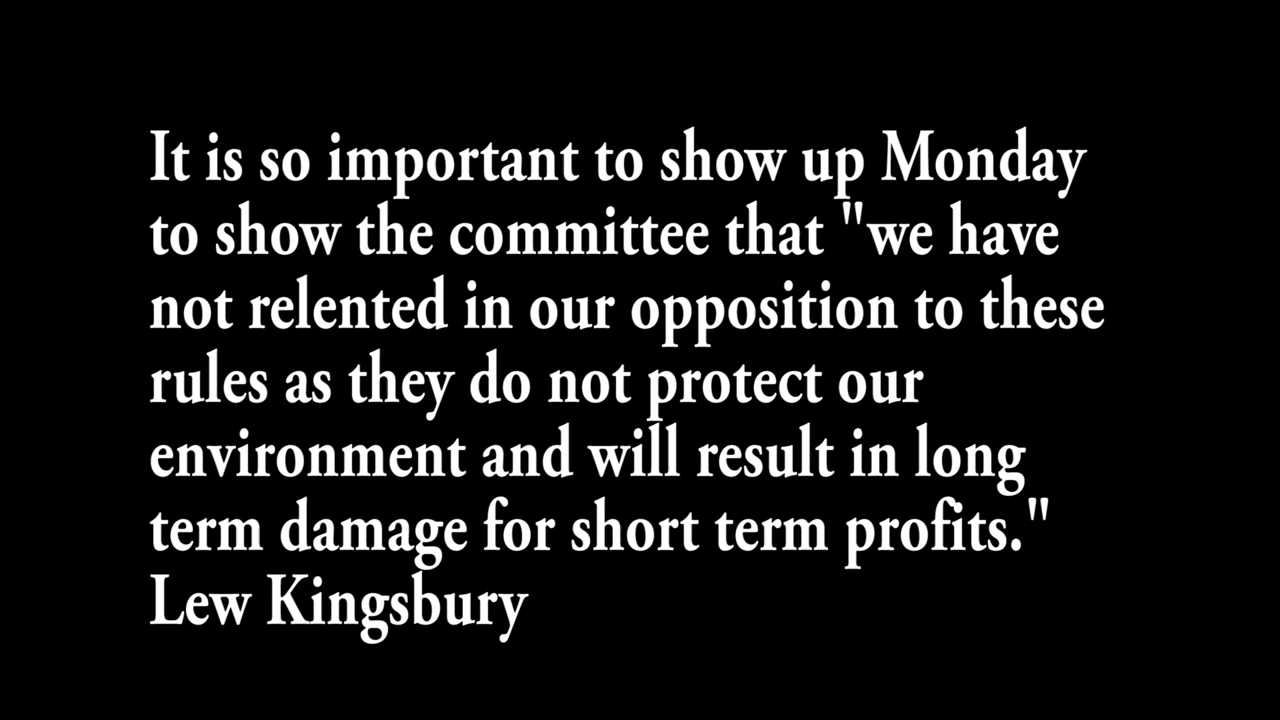 It is so important to show up Monday
to show the committee that "we have
not relented in our opposition to these
rules as they do not protect our
environment and will result in long
term damage for short term profits."
Lew Kingsbury